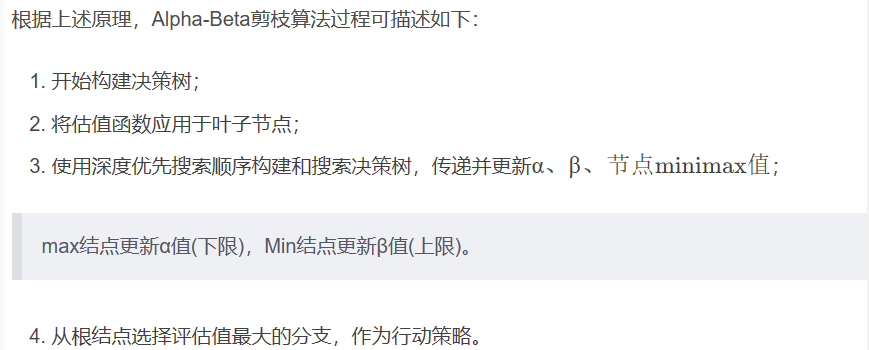 根据上述原理，Alpha-Beta剪枝算法过程可描述如下：
1. 开始构建决策树；
2. 将估值函数应用于叶子节点；
3. 使用深度优先搜索顺序构建和搜索决策树，传递并更新α、β、节点minimax值；
max结点更新α值(下限)，Min结点更新β值(上限)。
4. 从根结点选择评估值最大的分支，作为行动策略。